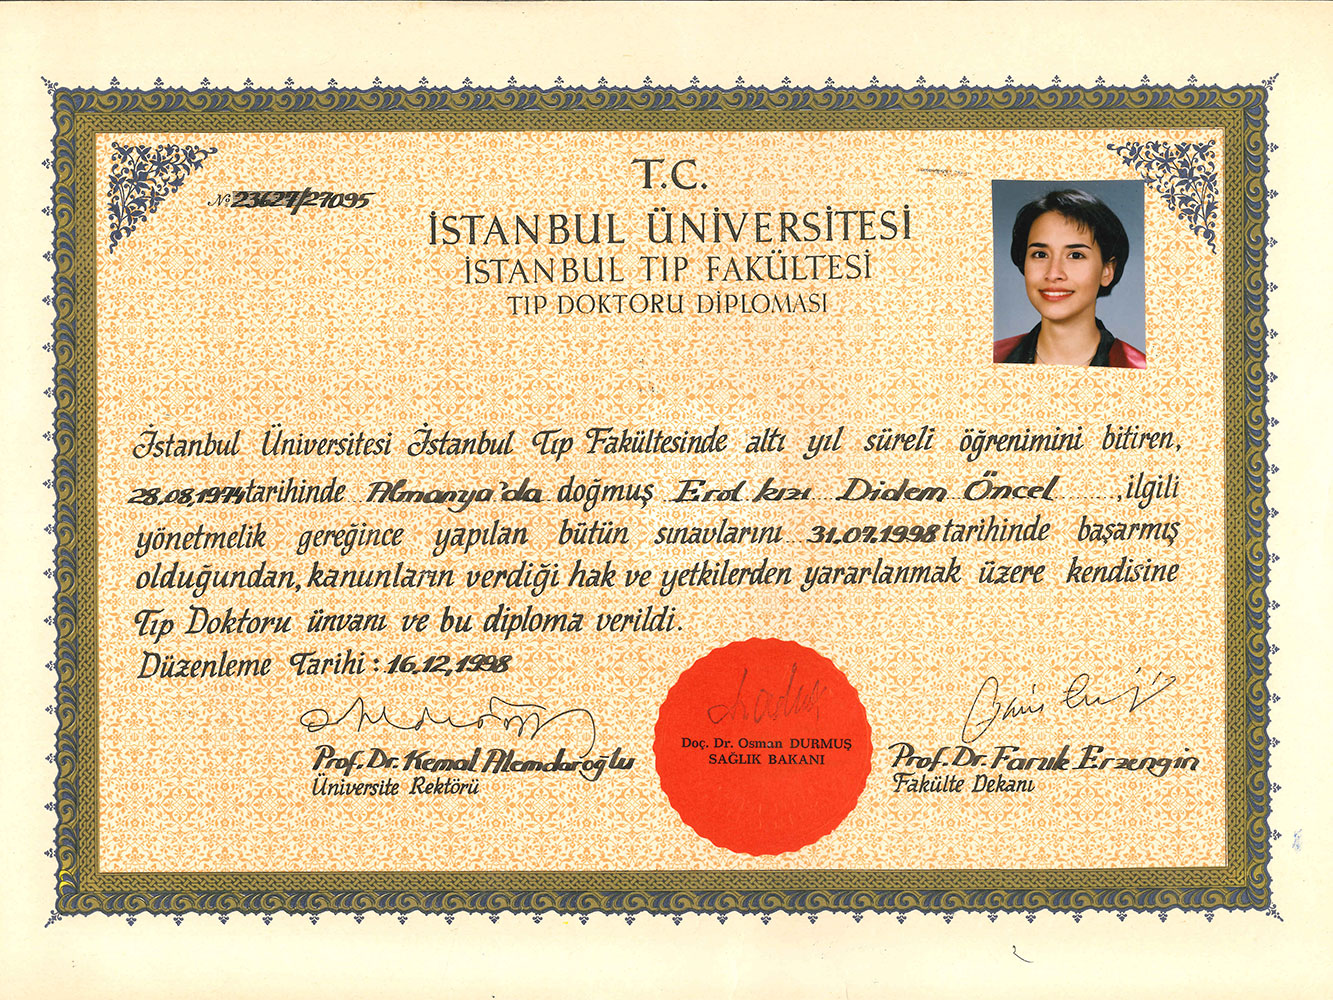 T.C.
№ 23627/27095
İSTANBUL ÜNİVERSİTESİ
İSTANBUL TIP FAKÜLTESİ
TIP DOKTORU DİPLOMASI
İstanbul Üniversitesi İstanbul Tıp Fakültesinde altı yıl süreli öğrenimini bitiren,
28.08.1974 tarihinde Almanya'da doğmuş Erol kızı Didem Öncel ........, ilgili
yönetmelik gereğince yapılan bütün sınavlarını 31.07.1998 tarihinde başarmış
olduğundan, kanunların verdiği hak ve yetkilerden yararlanmak üzere kendisine
Tıp Doktoru ünvanı ve bu diploma verildi.
Düzenleme Tarihi : 16.12.1998
Prof. Dr. Kemal Alemdaroğlu
Üniversite Rektörü
Doç. Dr. Osman DURMUŞ
SAĞLIK BAKANI
Prof. Dr. Faruk Erzengin
Fakülte Dekanı